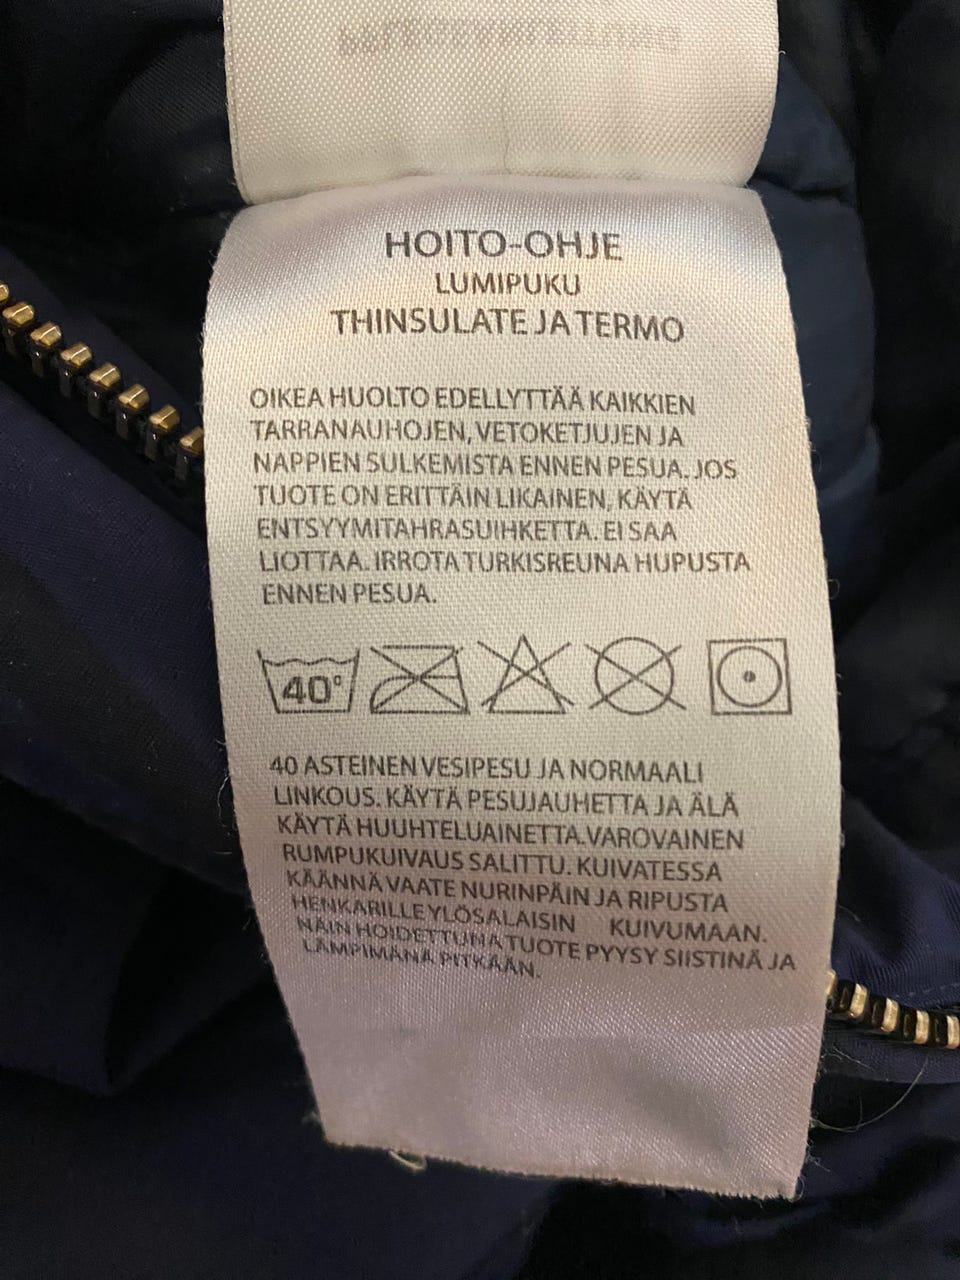 HOITO-OHJE
LUMIPUKU
THINSULATE JA TERMO
OIKEA HUOLTO EDELLYTTÄÄ KAIKKIEN
TARRANAUHOJEN, VETOKETJUJEN JA
NAPPIEN SULKEMISTA ENNEN PESUA. JOS
TUOTE ON ERITTÄIN LIKAINEN, KÄYTÄ
ENTSYYMITAHRASUIHKETTA. EI SAA
LIOTTAA. IRROTA TURKISREUNA HUPUSTA
ENNEN PESUA.
40°
40 ASTEINEN VESIPESU JA NORMAALI
LINKOUS. KÄYTÄ PESUJAUHETTA JA ÄLÄ
KÄYTÄ HUUHTELUAINETTA.VAROVAINEN
RUMPUKUIVAUS SALITTU. KUIVATESSA
KÄÄNNÄ VAATE NURINPÄIN JA RIPUSTA
HENKARILLE YLÖSALAISIN KUIVUMAAN.
NÄIN HOIDETTUNA TUOTE PYYSY SIISTINÄ JA
LÄMPIMÄNÄ PITKÄÄN.